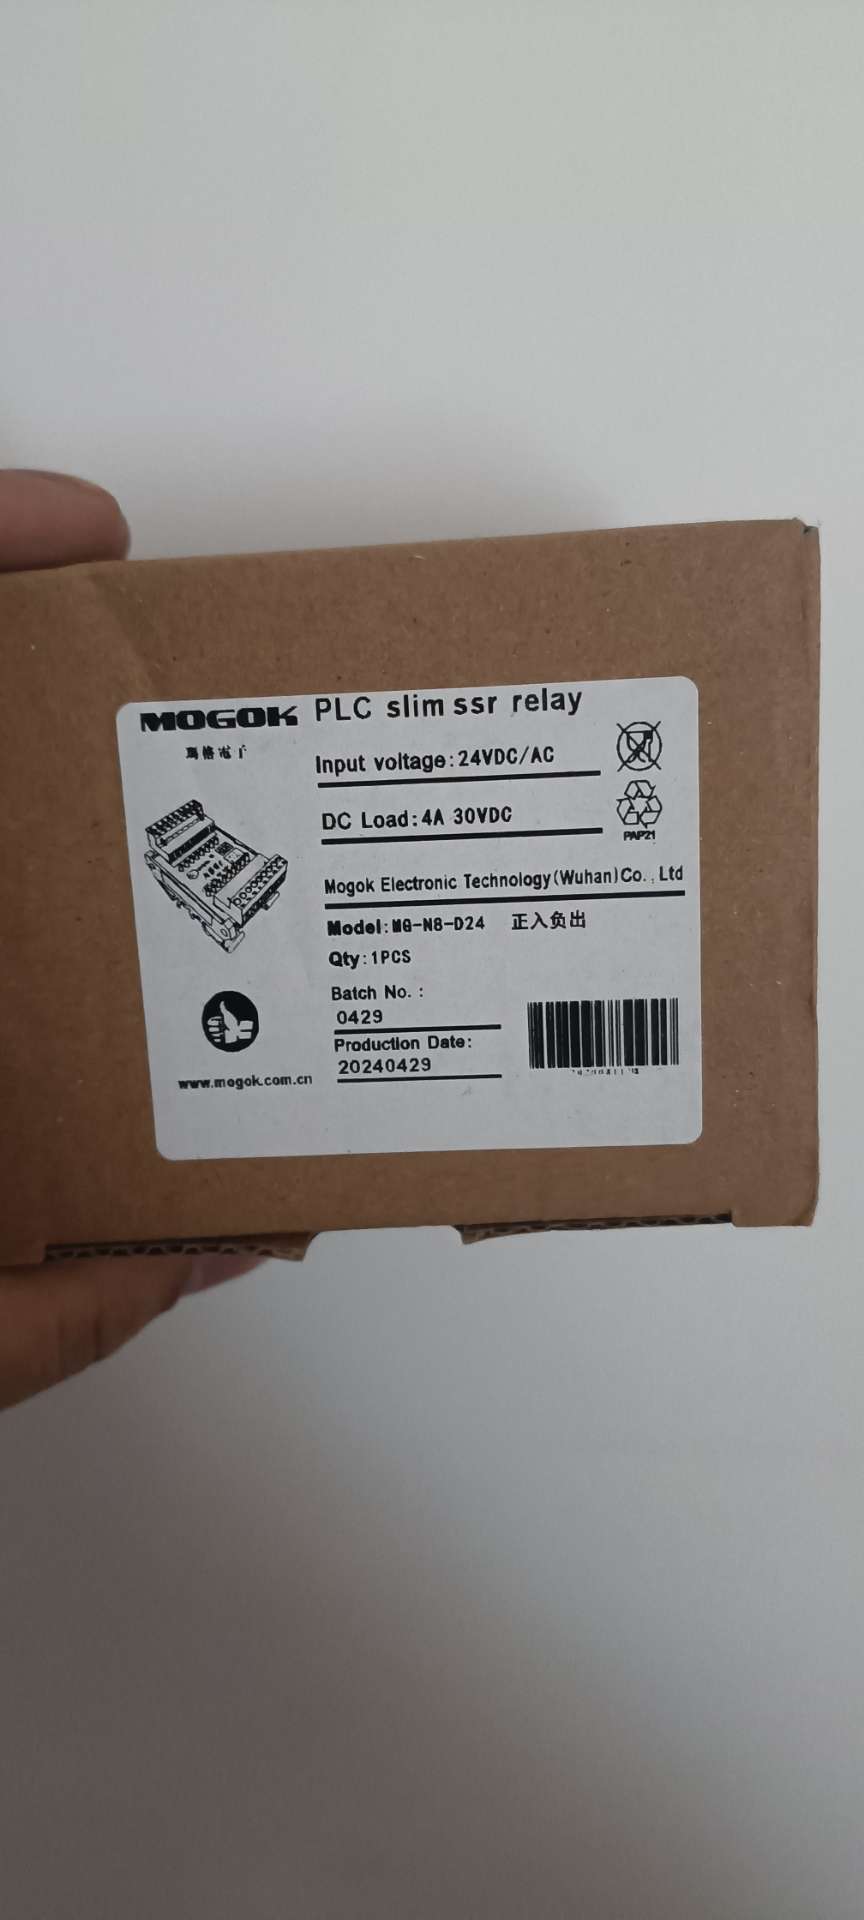 MOGOK PLC slim ssr relay
Input voltage:24VDC/AC
DC Load:4A 30VDC
PAP21
Mogok Electronic Technology(Wuhan)Co.,Ltd
Model:MG-N8-D24 正入负出
Qty:1PCS
Batch No.:
0429
Production Date:
20240429
www.mogok.com.cn